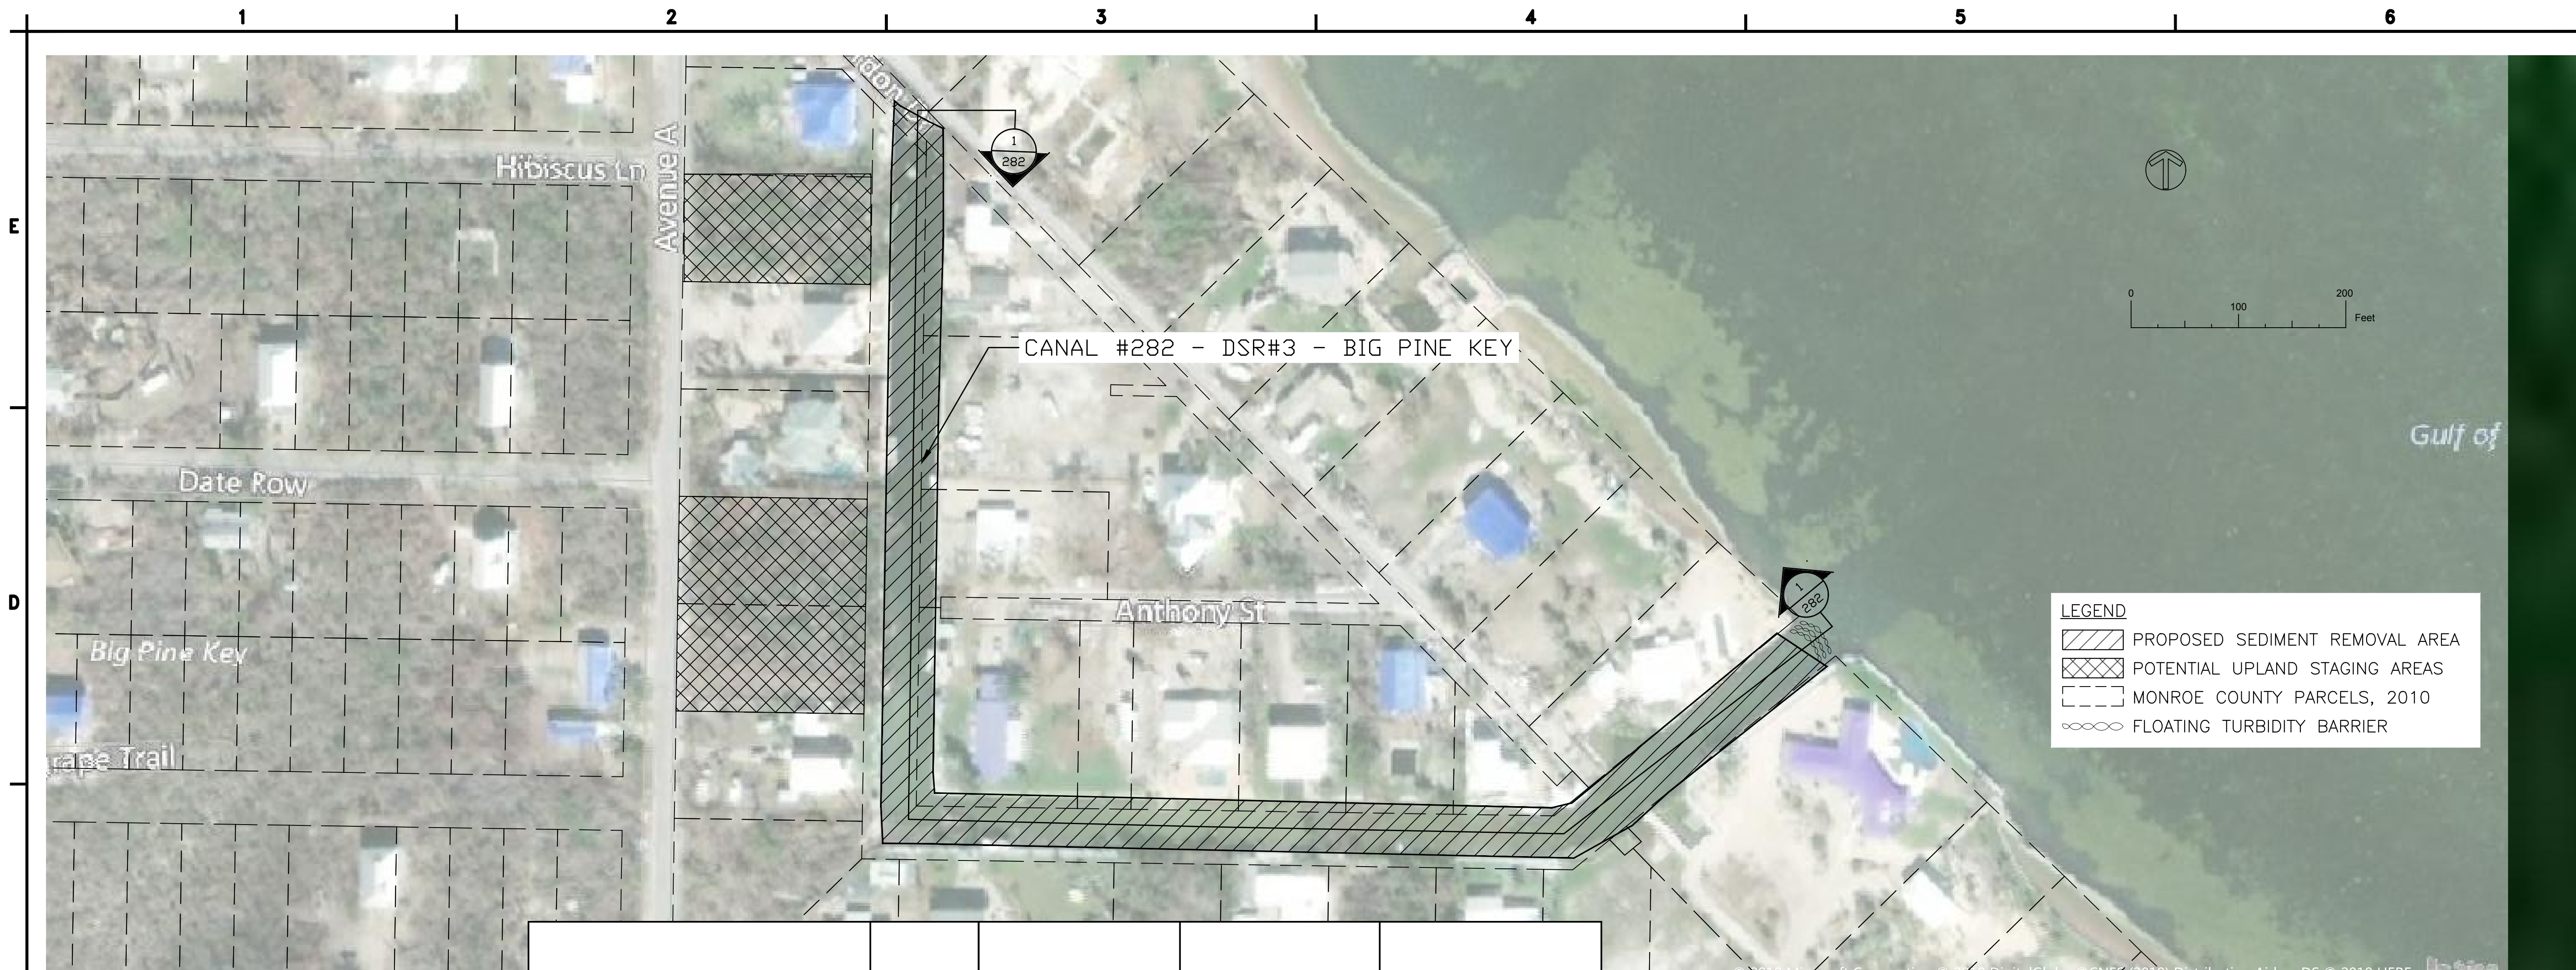 1 2 3 4 5 6
E
D
Hibiscus Ln
Avenue A
1
282
CANAL #282 - DSR#3 - BIG PINE KEY
0 100 200
Feet
Gulf of
Date Row
Anthony St
1
282
Big Pine Key
LEGEND
PROPOSED SEDIMENT REMOVAL AREA
POTENTIAL UPLAND STAGING AREAS
MONROE COUNTY PARCELS, 2010
FLOATING TURBIDITY BARRIER
Trail